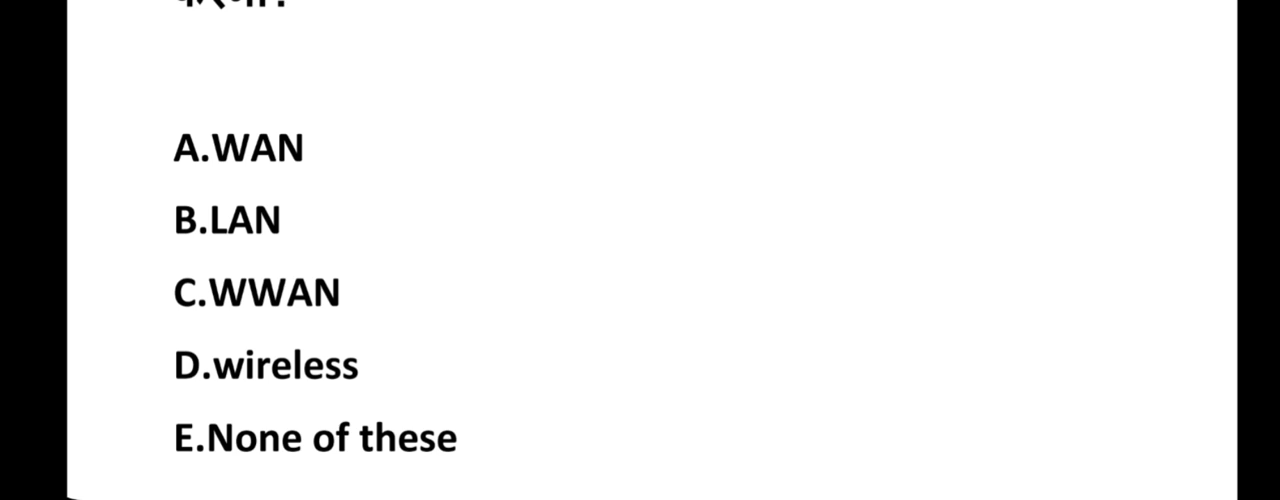 A.WAN
B.LAN
C.WWAN
D.wireless
E.None of these